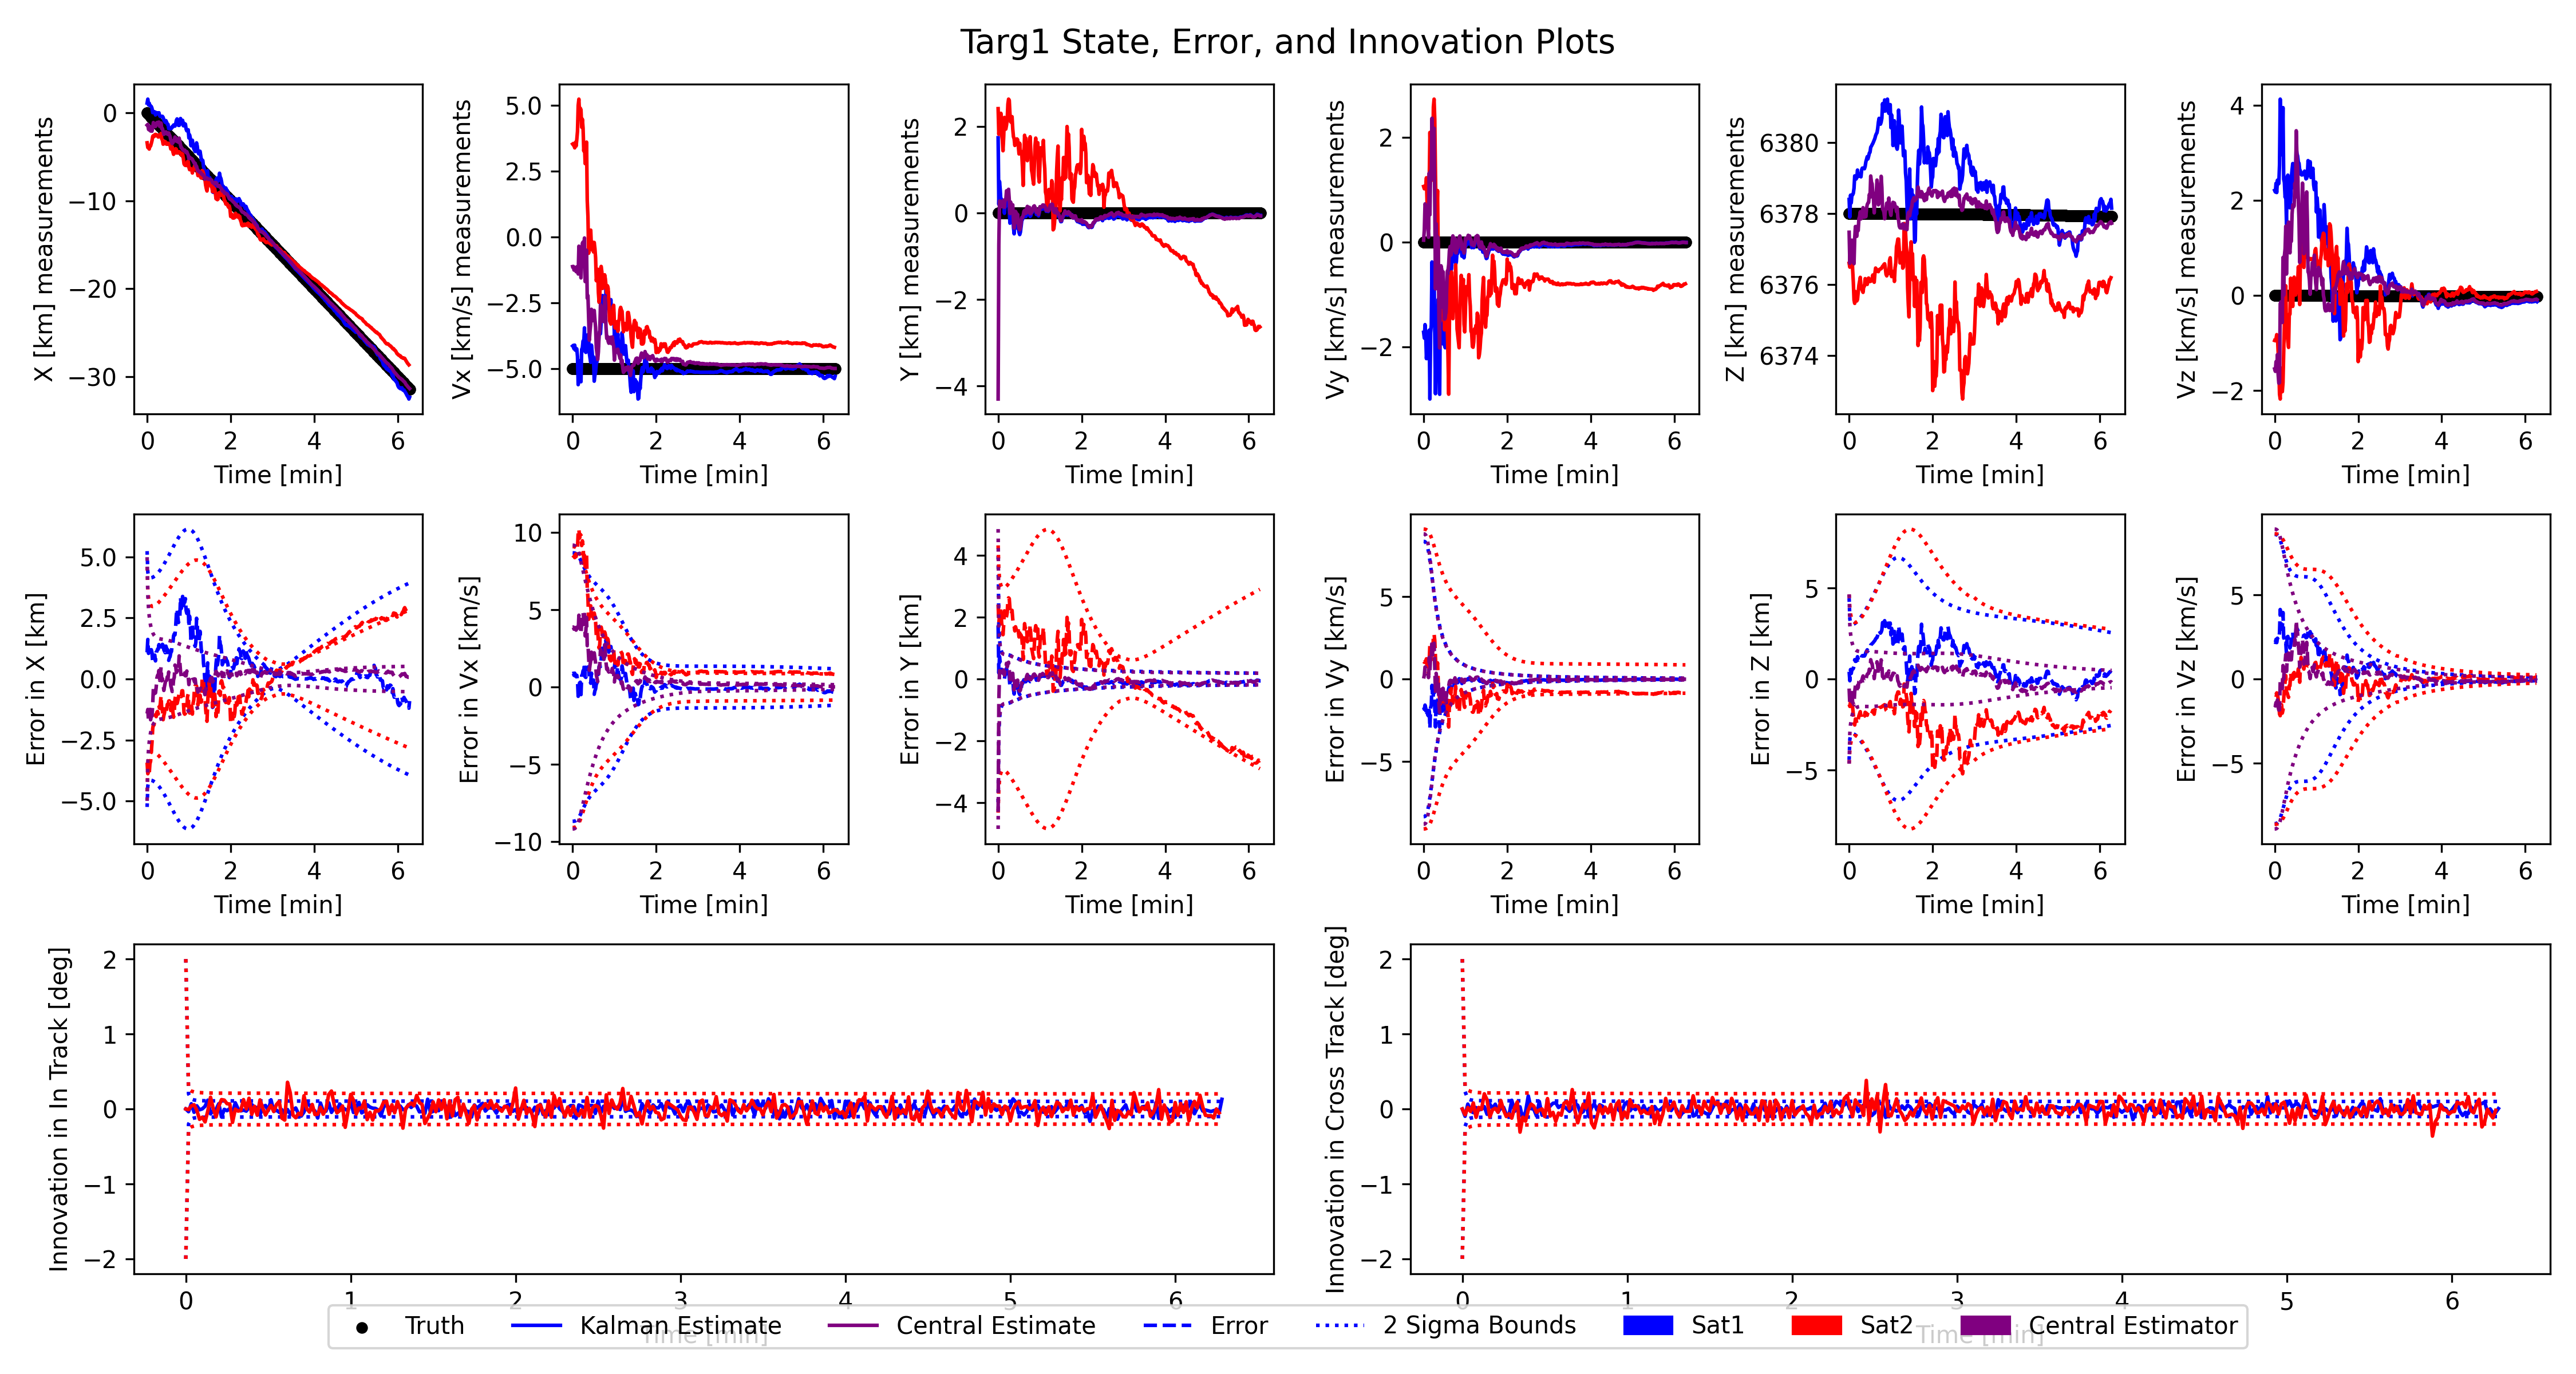 Targ1 State, Error, and Innovation Plots
X [km] measurements
0
−10
−20
−30
0 2 4 6
Time [min]
Vx [km/s] measurements
5.0
2.5
0.0
−2.5
−5.0
0 2 4 6
Time [min]
Y [km] measurements
2
0
−2
−4
0 2 4 6
Time [min]
Vy [km/s] measurements
2
0
−2
0 2 4 6
Time [min]
Z [km] measurements
6380
6378
6376
6374
0 2 4 6
Time [min]
Vz [km/s] measurements
4
2
0
−2
0 2 4 6
Time [min]
Error in X [km]
5.0
2.5
0.0
−2.5
−5.0
0 2 4 6
Time [min]
Error in Vx [km/s]
10
5
0
−5
−10
0 2 4 6
Time [min]
Error in Y [km]
4
2
0
−2
−4
0 2 4 6
Time [min]
Error in Vy [km/s]
5
0
−5
0 2 4 6
Time [min]
Error in Z [km]
5
0
−5
0 2 4 6
Time [min]
Error in Vz [km/s]
5
0
−5
0 2 4 6
Time [min]
Innovation in In Track [deg]
2
1
0
−1
−2
0 1 2 3 4 5 6
Time [min]
Innovation in Cross Track [deg]
2
1
0
−1
−2
0 1 2 3 4 5 6
Time [min]
Truth Kalman Estimate Central Estimate Error 2 Sigma Bounds Sat1 Sat2 Central Estimator